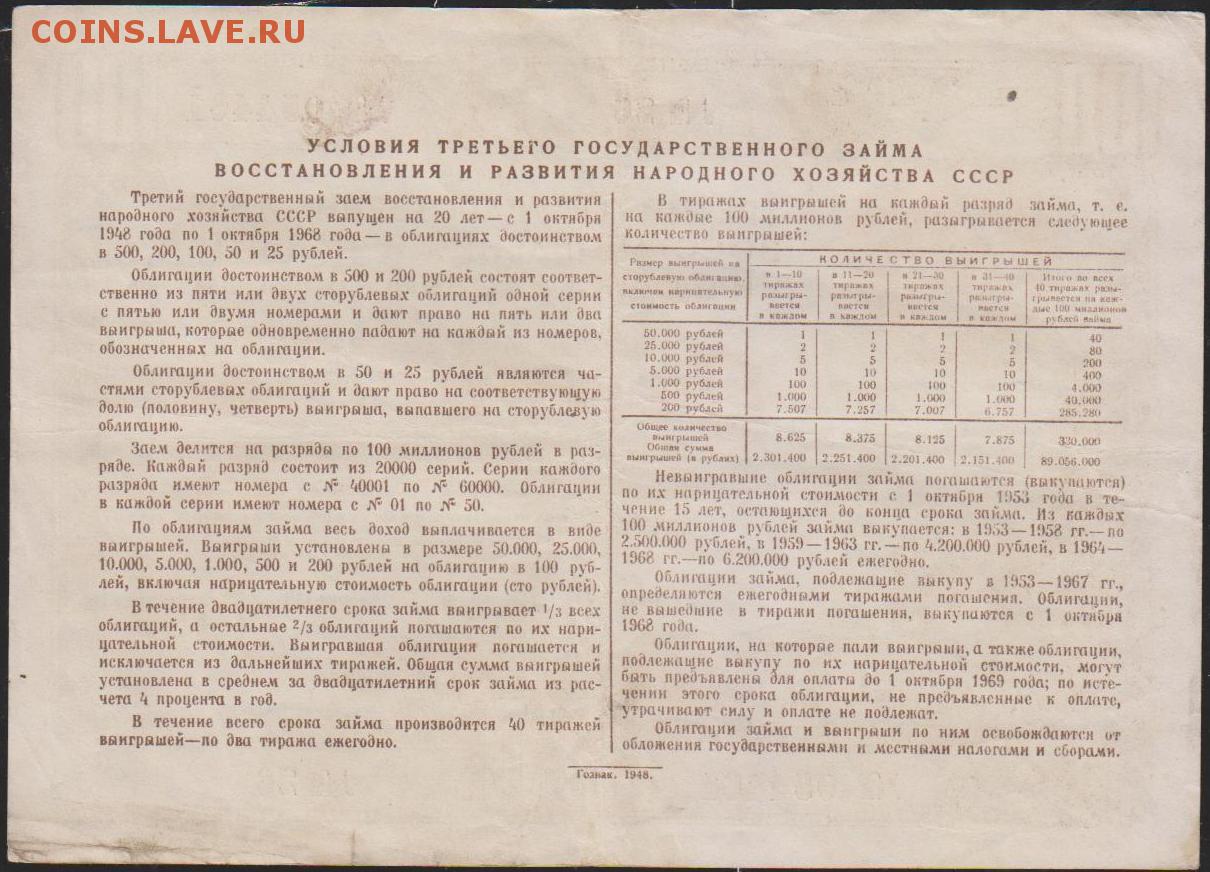 COINS.LAVE.RU
УСЛОВИЯ ТРЕТЬЕГО ГОСУДАРСТВЕННОГО ЗАЙМА
ВОССТАНОВЛЕНИЯ И РАЗВИТИЯ НАРОДНОГО ХОЗЯЙСТВА СССР
Третий государственный заем восстановления и развития
народного хозяйства СССР выпущен на 20 лет—с 1 октября
1948 года по 1 октября 1968 года—в облигациях достоинством
в 500, 200, 100, 50 и 25 рублей.
Облигации достоинством в 500 и 200 рублей состоят соответ-
ственно из пяти или двух сторублевых облигаций одной серии
с пятью или двумя номерами и дают право на пять или два
выигрыша, которые одновременно падают на каждый из номеров,
обозначенных на облигации.
Облигации достоинством в 50 и 25 рублей являются ча-
стями сторублевых облигаций и дают право на соответствующую
долю (половину, четверть) выигрыша, выпавшего на сторублевую
облигацию.
Заем делится на разряды по 100 миллионов рублей в раз-
ряде. Каждый разряд состоит из 20000 серий. Серии каждого
разряда имеют номера с № 40001 по № 60000. Облигации
в каждой серии имеют номера с № 01 по № 50.
По облигациям займа весь доход выплачивается в виде
выигрышей. Выигрыши установлены в размере 50.000, 25.000,
10.000, 5.000, 1.000, 500 и 200 рублей на облигацию в 100 руб-
лей, включая нарицательную стоимость облигации (сто рублей).
В течение двадцатилетнего срока займа выигрывает 1/3 всех
облигаций, а остальные 2/3 облигаций погашаются по их нари-
цательной стоимости. Выигравшая облигация погашается и
исключается из дальнейших тиражей. Общая сумма выигрышей
установлена в среднем за двадцатилетний срок займа из рас-
чета 4 процента в год.
В течение всего срока займа производится 40 тиражей
выигрышей—по два тиража ежегодно.
В тиражах выигрышей на каждый разряд займа, т. е.
на каждые 100 миллионов рублей, разыгрывается следующее
количество выигрышей:
Размер выигрышей на
сторублевую облигацию,
включая нарицательную
стоимость облигации
КОЛИЧЕСТВО ВЫИГРЫШЕЙ
в 1—10
тиражах
разыгры-
вается
в каждом
в 11—20
тиражах
разыгры-
вается
в каждом
в 21—30
тиражах
разыгры-
вается
в каждом
в 31—40
тиражах
разыгры-
вается
в каждом
Итого во всех
40 тиражах разы-
грывается на каж-
дые 100 миллионов
рублей займа
50.000 рублей 1 1 1 1 40
25.000 рублей 2 2 2 2 80
10.000 рублей 5 5 5 5 200
5.000 рублей 10 10 10 10 400
1.000 рублей 100 100 100 100 4.000
500 рублей 1.000 1.000 1.000 1.000 40.000
200 рублей 7.507 7.257 7.007 6.757 285.280
Общее количество
выигрышей 8.625 8.375 8.125 7.875 330.000
Общая сумма
выигрышей (в рублях) 2.301.400 2.251.400 2.201.400 2.151.400 89.056.000
Невыигравшие облигации займа погашаются (выкупаются)
по их нарицательной стоимости с 1 октября 1953 года в те-
чение 15 лет, остающихся до конца срока займа. Из каждых
100 миллионов рублей займа выкупается: в 1953—1958 гг.—по
2.500.000 рублей, в 1959—1963 гг.—по 4.200.000 рублей, в 1964—
1968 гг.—по 6.200.000 рублей ежегодно.
Облигации займа, подлежащие выкупу в 1953—1967 гг.,
определяются ежегодными тиражами погашения. Облигации,
не вышедшие в тиражи погашения, выкупаются с 1 октября
1968 года.
Облигации, на которые пали выигрыши, а также облигации,
подлежащие выкупу по их нарицательной стоимости, могут
быть предъявлены для оплаты до 1 октября 1969 года; по исте-
чении этого срока облигации, не предъявленные к оплате,
утрачивают силу и оплате не подлежат.
Облигации займа и выигрыши по ним освобождаются от
обложения государственными и местными налогами и сборами.
Гознак. 1948.